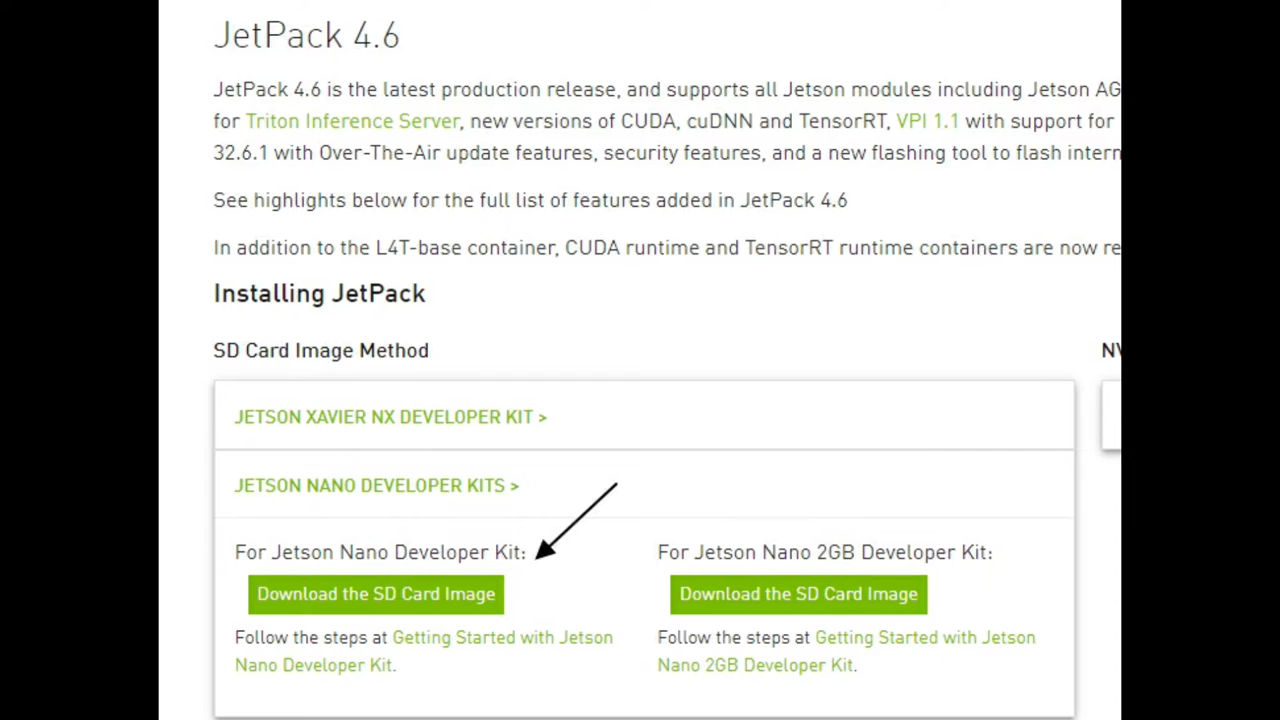 JetPack 4.6
JetPack 4.6 is the latest production release, and supports all Jetson modules including Jetson AG
for Triton Inference Server, new versions of CUDA, cuDNN and TensorRT, VPI 1.1 with support for
32.6.1 with Over-The-Air update features, security features, and a new flashing tool to flash intern
See highlights below for the full list of features added in JetPack 4.6
In addition to the L4T-base container, CUDA runtime and TensorRT runtime containers are now re
Installing JetPack
SD Card Image Method
NV
JETSON XAVIER NX DEVELOPER KIT >
JETSON NANO DEVELOPER KITS >
For Jetson Nano Developer Kit:
Download the SD Card Image
Follow the steps at Getting Started with Jetson
Nano Developer Kit.
For Jetson Nano 2GB Developer Kit:
Download the SD Card Image
Follow the steps at Getting Started with Jetson
Nano 2GB Developer Kit.